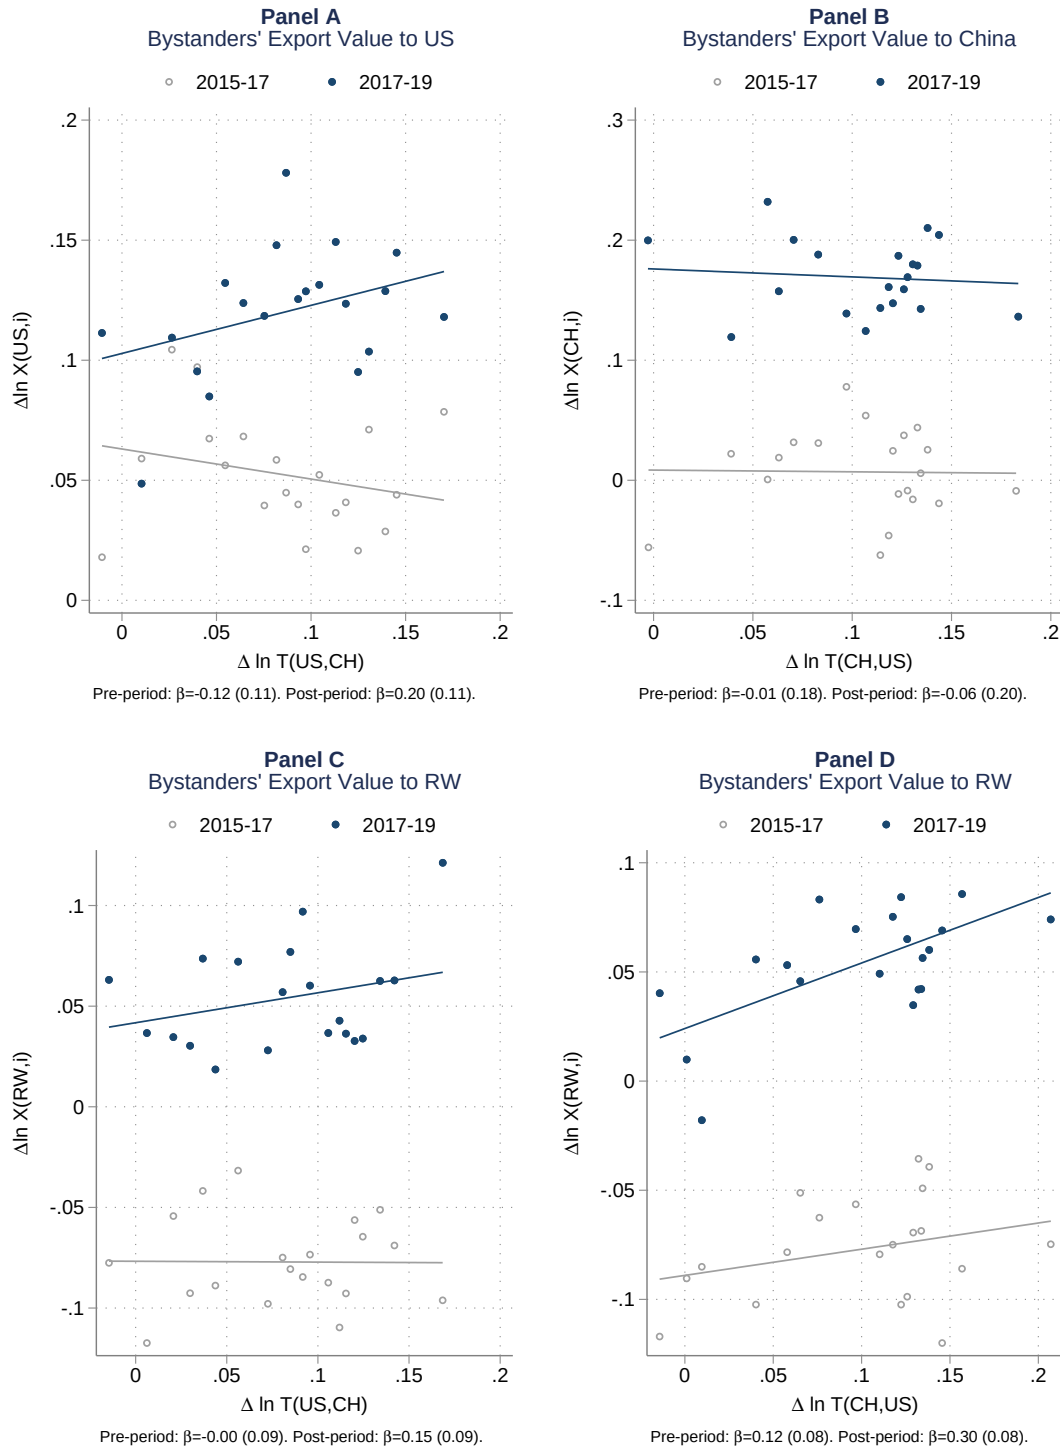 Panel A
Bystanders' Export Value to US
2015-17 2017-19
.2
.15
.1
.05
0
Δln X(US,i)
0 .05 .1 .15 .2
Δ ln T(US,CH)
Pre-period: β=-0.12 (0.11). Post-period: β=0.20 (0.11).
Panel B
Bystanders' Export Value to China
2015-17 2017-19
.3
.2
.1
0
-.1
Δln X(CH,i)
0 .05 .1 .15 .2
Δ ln T(CH,US)
Pre-period: β=-0.01 (0.18). Post-period: β=-0.06 (0.20).
Panel C
Bystanders' Export Value to RW
2015-17 2017-19
.1
.05
0
-.05
-.1
Δln X(RW,i)
0 .05 .1 .15 .2
Δ ln T(US,CH)
Pre-period: β=-0.00 (0.09). Post-period: β=0.15 (0.09).
Panel D
Bystanders' Export Value to RW
2015-17 2017-19
.1
.05
0
-.05
-.1
Δln X(RW,i)
0 .05 .1 .15 .2
Δ ln T(CH,US)
Pre-period: β=0.12 (0.08). Post-period: β=0.30 (0.08).